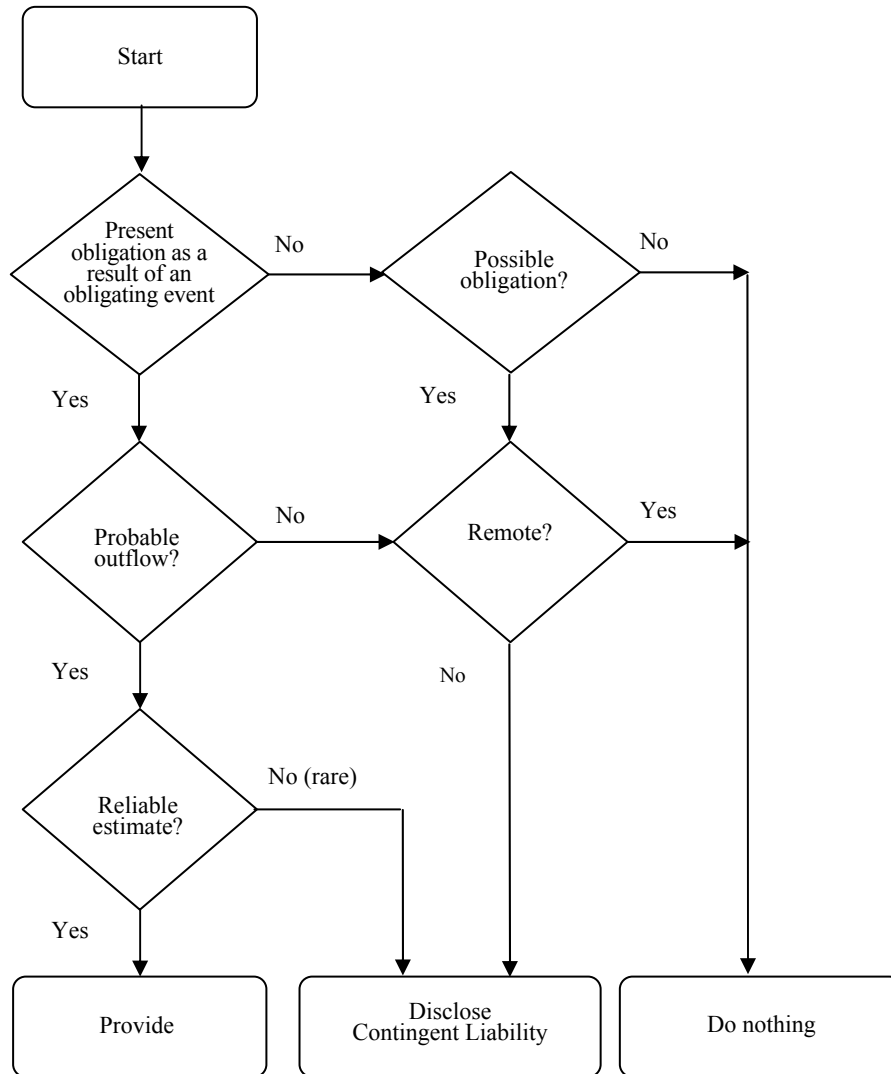 Start
Present
obligation as a
result of an
obligating event
No
Possible
obligation?
No
Yes
Yes
Probable
outflow?
No
Remote?
Yes
Yes
No
Reliable
estimate?
No (rare)
Yes
Provide
Disclose
Contingent Liability
Do nothing